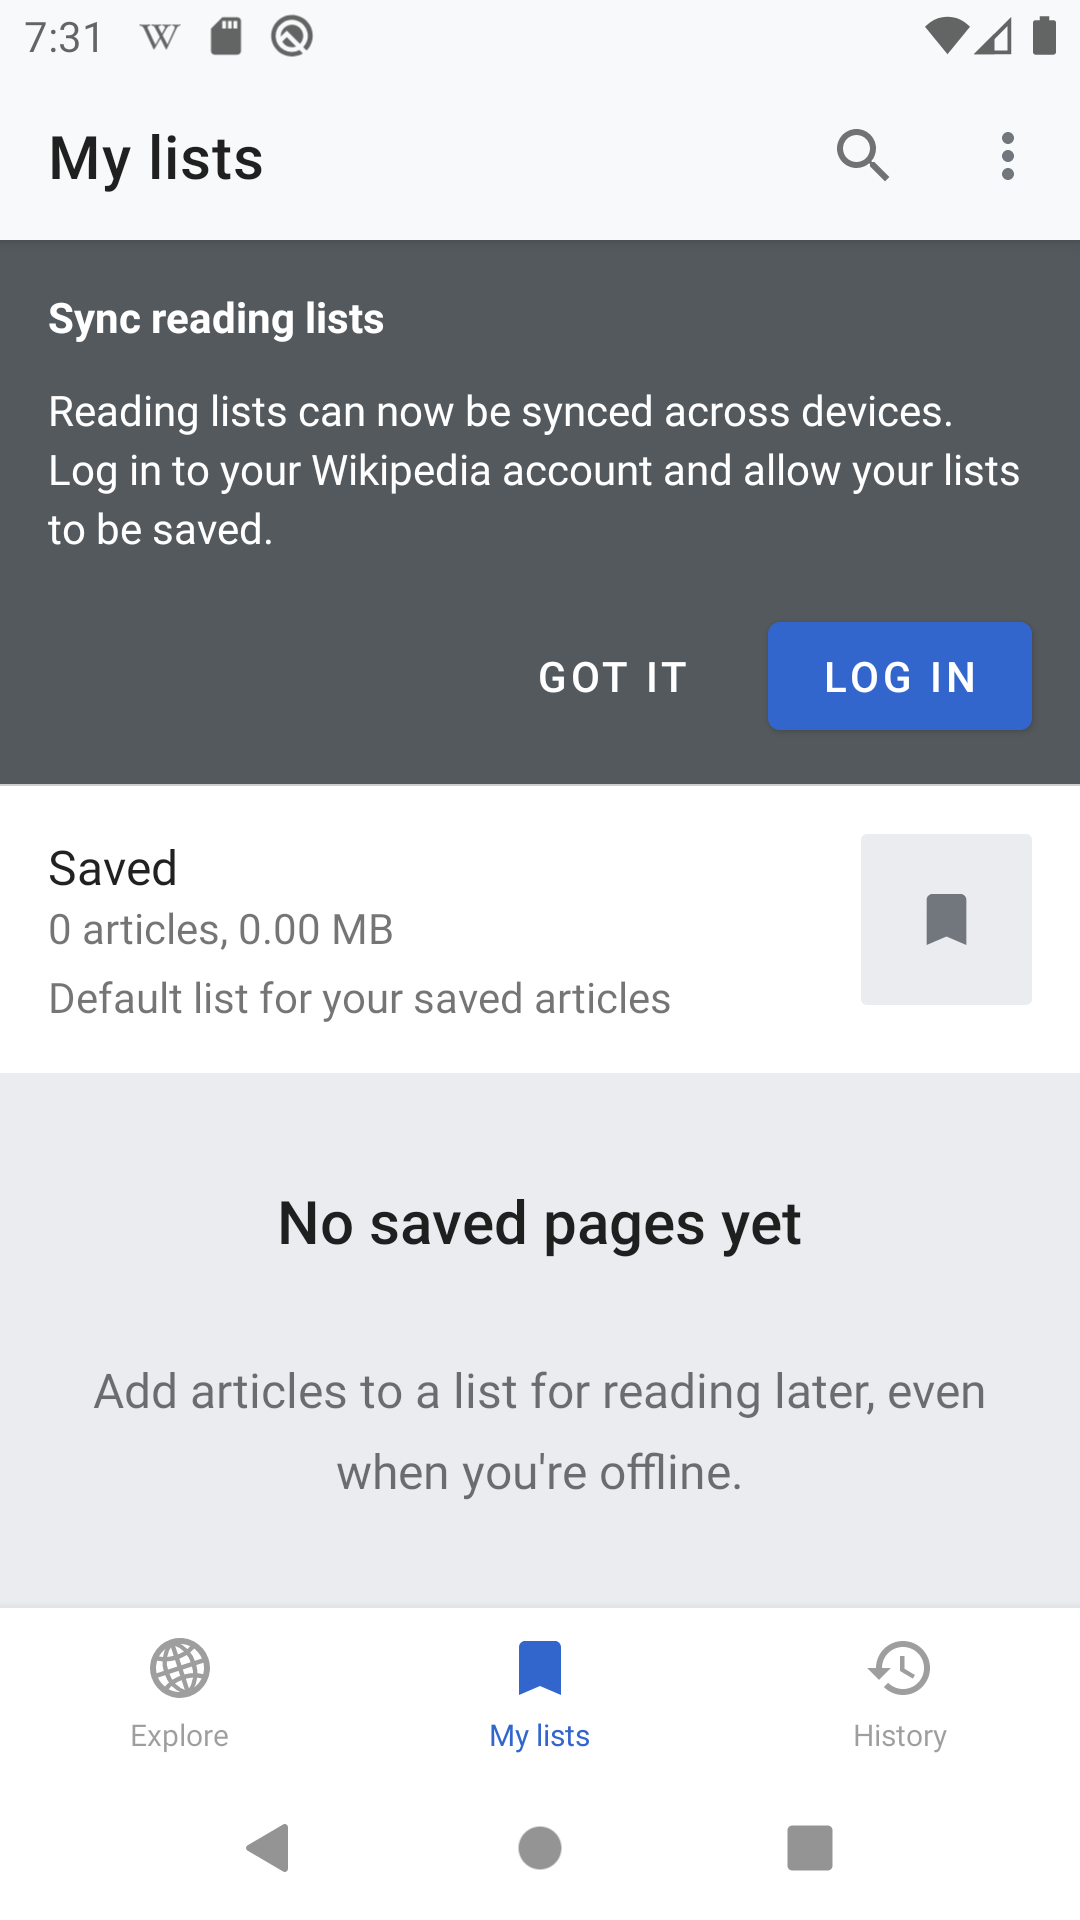 7:31
My lists
Sync reading lists
Reading lists can now be synced across devices.
Log in to your Wikipedia account and allow your lists
to be saved.
GOT IT
LOG IN
Saved
0 articles, 0.00 MB
Default list for your saved articles
No saved pages yet
Add articles to a list for reading later, even
when you're offline.
Explore
My lists
History